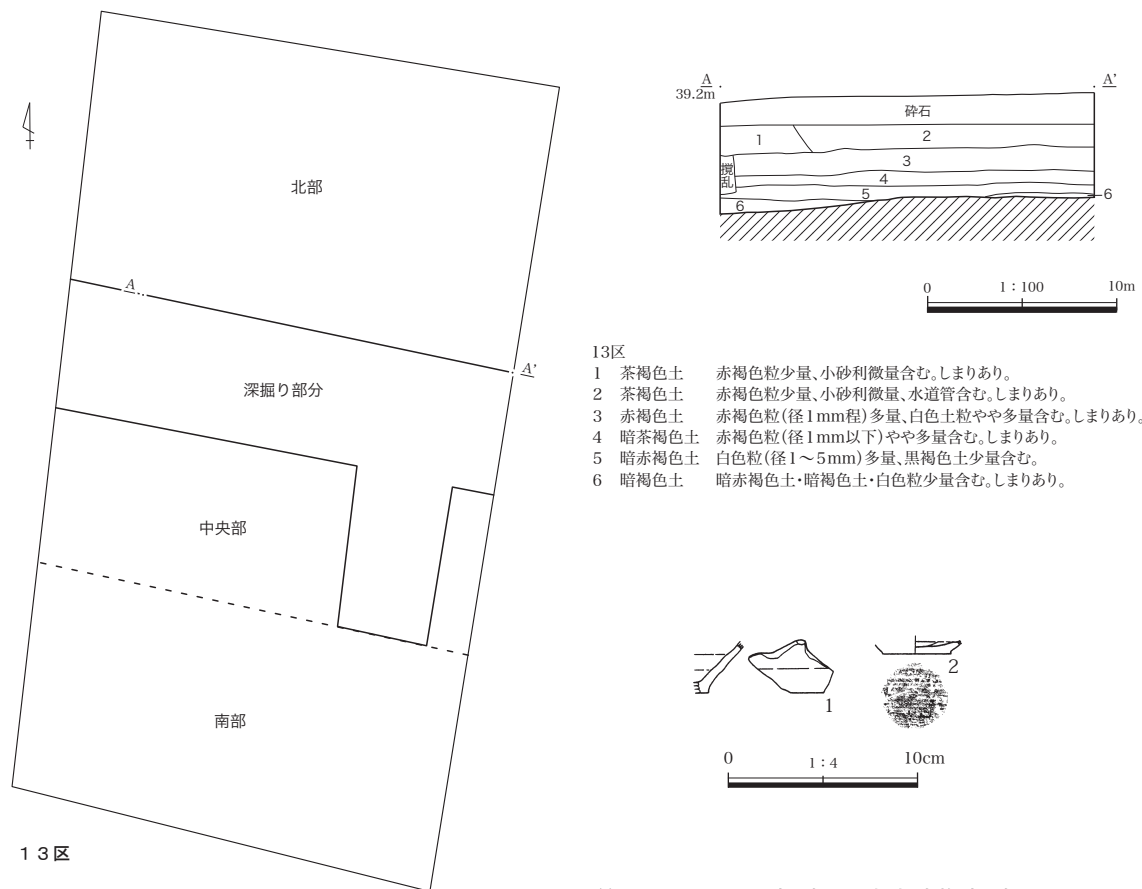 北部
A
A'
深掘り部分
中央部
南部
13区
A
39.2m
A'
砕石
1
2
撹乱
3
4
5
6
6
0 1:100 10m
13区
1 茶褐色土 赤褐色粒少量、小砂利微量含む。しまりあり。
2 茶褐色土 赤褐色粒少量、小砂利微量、水道管含む。しまりあり。
3 赤褐色土 赤褐色粒(径1mm程)多量、白色土粒やや多量含む。しまりあり。
4 暗茶褐色土 赤褐色粒(径1mm以下)やや多量含む。しまりあり。
5 暗赤褐色土 白色粒(径1〜5mm)多量、黒褐色土少量含む。
6 暗褐色土 暗赤褐色土・暗褐色土・白色粒少量含む。しまりあり。
1
2
0 1:4 10cm